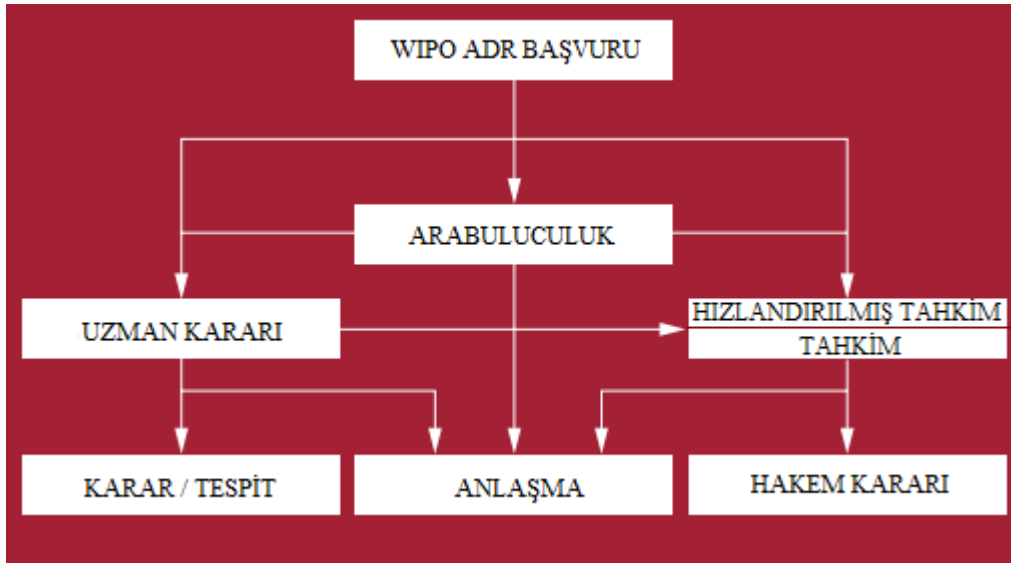 WIPO ADR BAŞVURU
ARABULUCULUK
UZMAN KARARI
HIZLANDIRILMIŞ TAHKİM
TAHKİM
KARAR / TESPİT
ANLAŞMA
HAKEM KARARI